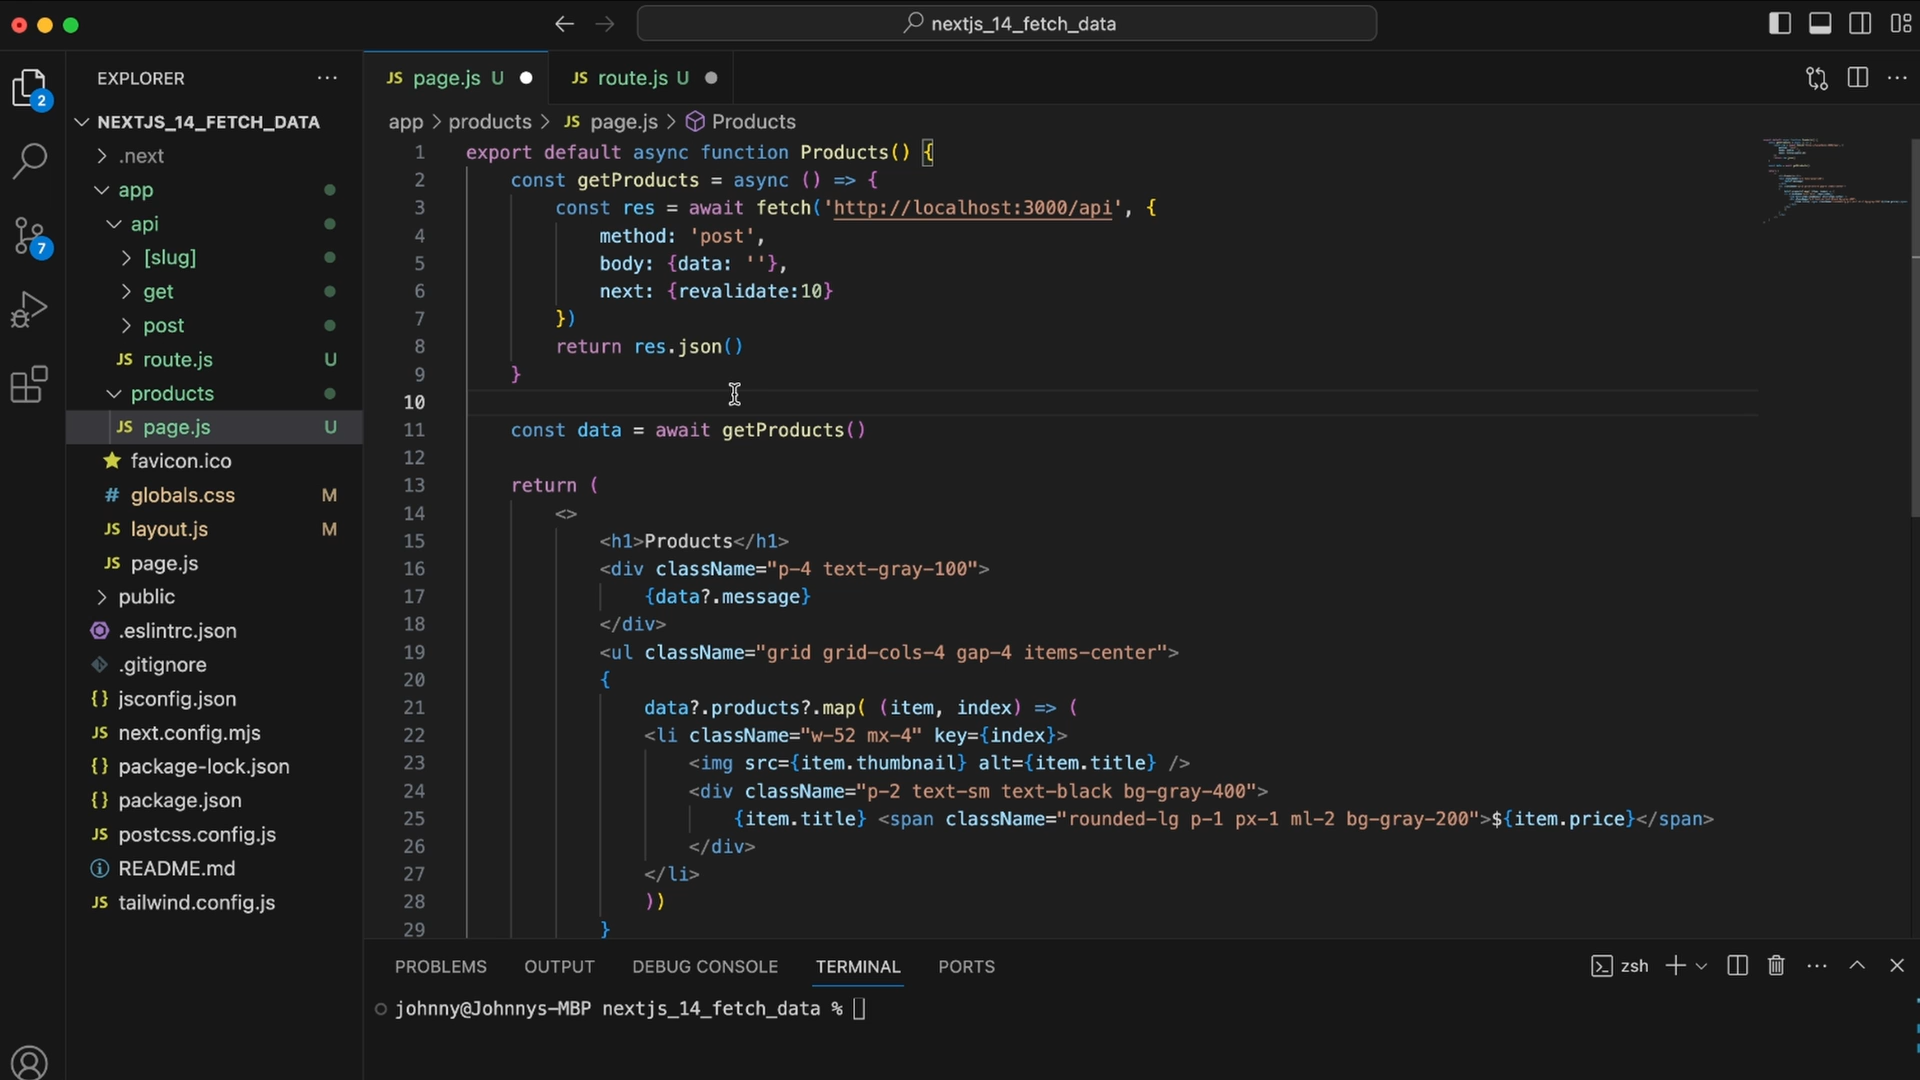 nextjs_14_fetch_data
EXPLORER
page.js U
route.js U
2
NEXTJS_14_FETCH_DATA
app > products > JS page.js > Products
.next
app
api
[slug]
get
post
JS route.js U
products
JS page.js U
favicon.ico
# globals.css M
JS layout.js M
JS page.js
public
.eslintrc.json
.gitignore
{} jsconfig.json
JS next.config.mjs
{} package-lock.json
{} package.json
JS postcss.config.js
README.md
JS tailwind.config.js
7
1 export default async function Products() {
2 const getProducts = async () => {
3 const res = await fetch('http://localhost:3000/api', {
4 method: 'post',
5 body: {data: ''},
6 next: {revalidate:10}
7 })
8 return res.json()
9 }
10
11 const data = await getProducts()
12
13 return (
14 <>
15 <h1>Products</h1>
16 <div className="p-4 text-gray-100">
17 {data?.message}
18 </div>
19 <ul className="grid grid-cols-4 gap-4 items-center">
20 {
21 data?.products?.map( (item, index) => (
22 <li className="w-52 mx-4" key={index}>
23 <img src={item.thumbnail} alt={item.title} />
24 <div className="p-2 text-sm text-black bg-gray-400">
25 {item.title} <span className="rounded-lg p-1 px-1 ml-2 bg-gray-200">${item.price}</span>
26 </div>
27 </li>
28 ))
29 }
PROBLEMS OUTPUT DEBUG CONSOLE TERMINAL PORTS
zsh
johnny@Johnnys-MBP nextjs_14_fetch_data %